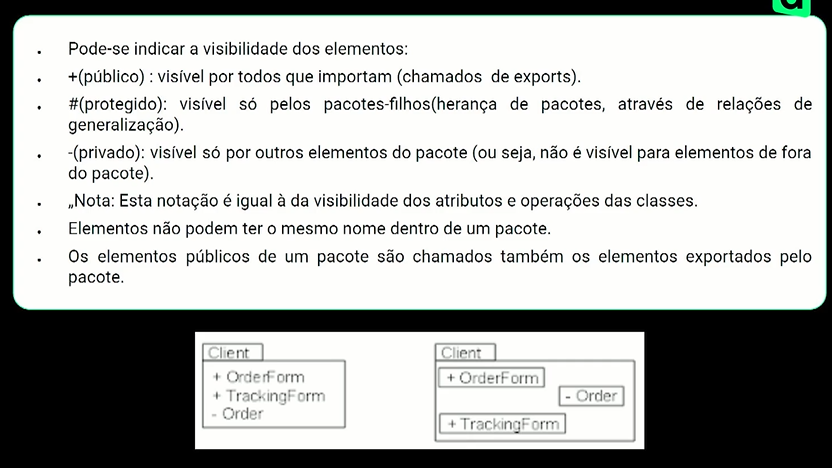 Pode-se indicar a visibilidade dos elementos:
+(público) : visível por todos que importam (chamados de exports).
#(protegido): visível só pelos pacotes-filhos(herança de pacotes, através de relações de
generalização).
-(privado): visível só por outros elementos do pacote (ou seja, não é visível para elementos de fora
do pacote).
„Nota: Esta notação é igual à da visibilidade dos atributos e operações das classes.
Elementos não podem ter o mesmo nome dentro de um pacote.
Os elementos públicos de um pacote são chamados também os elementos exportados pelo
pacote.
Client
+ OrderForm
+ TrackingForm
- Order
Client
+ OrderForm
- Order
+ TrackingForm